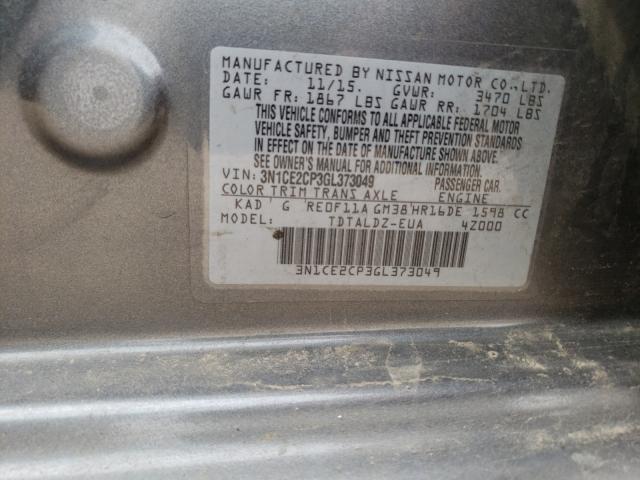 MANUFACTURED BY NISSAN MOTOR CO.,LTD.
DATE: 11/15. GVWR: 3470 LBS
GAWR FR: 1867 LBS GAWR RR: 1704 LBS
THIS VEHICLE CONFORMS TO ALL APPLICABLE FEDERAL MOTOR
VEHICLE SAFETY, BUMPER AND THEFT PREVENTION STANDARDS
IN EFFECT ON THE DATE OF MANUFACTURE SHOWN ABOVE.
SEE OWNER'S MANUAL FOR ADDITIONAL INFORMATION
VIN: 3N1CE2CP3GL373049 PASSENGER CAR.
COLOR TRIM TRANS AXLE ENGINE
KAD G RE0F11A GM38 HR16DE 1598 CC
MODEL: TDTALDZ-EUA 4Z000
3N1CE2CP3GL373049